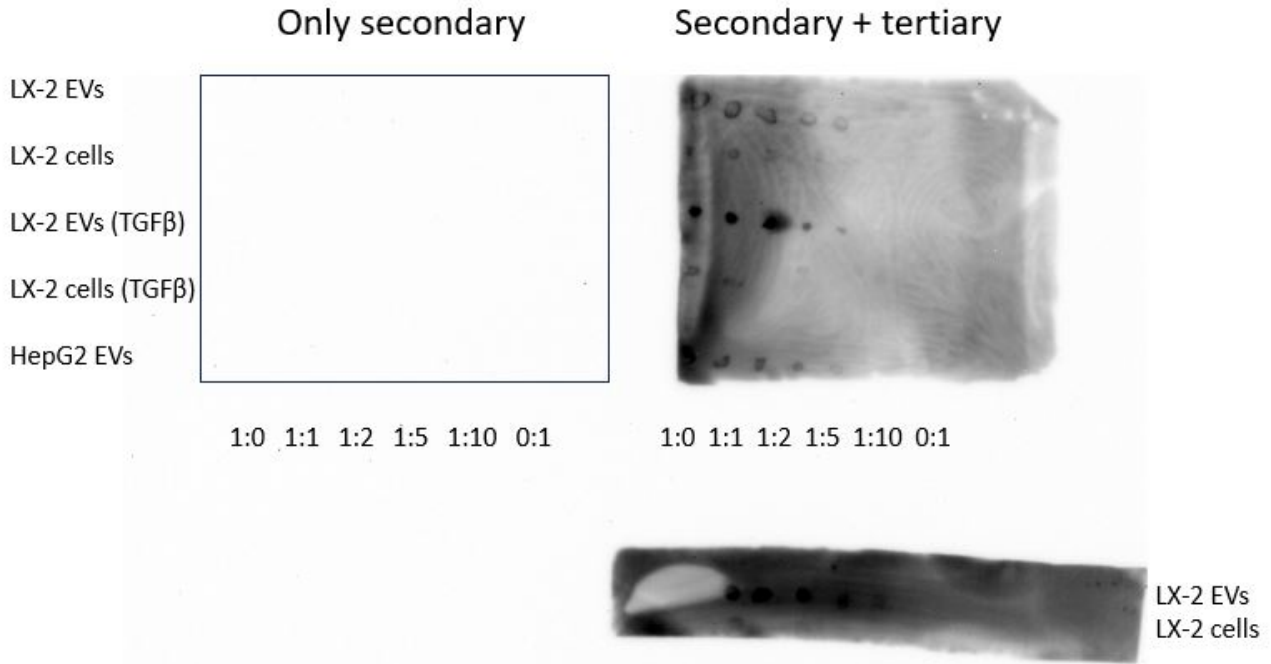 Only secondary
Secondary + tertiary
LX-2 EVs
LX-2 cells
LX-2 EVs (TGFβ)
LX-2 cells (TGFβ)
HepG2 EVs
1:0 1:1 1:2 1:5 1:10 0:1
1:0 1:1 1:2 1:5 1:10 0:1
LX-2 EVs
LX-2 cells